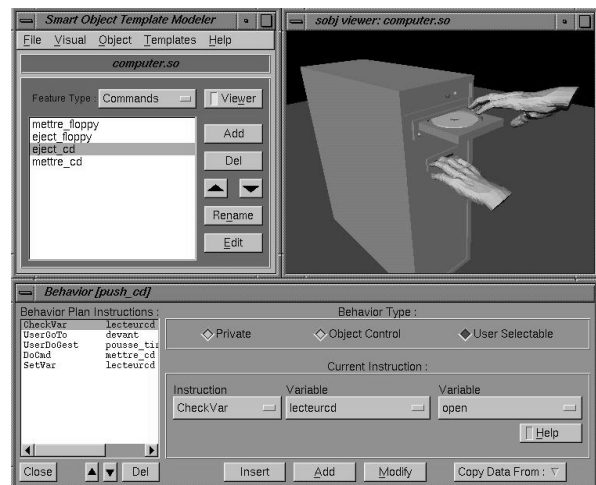 Smart Object Template Modeler
File Visual Object Templates Help
computer.so
Feature Type : Commands
Viewer
mettre_floppy
eject_floppy
eject_cd
mettre_cd
Add
Del
Rename
Edit
sobj viewer: computer.so
Behavior [push_cd]
Behavior Plan Instructions :
CheckVar lecteurcd
UserGoTo devant
UserDoGest pousse_tir
DoCmd mettre_cd
SetVar lecteurcd
Behavior Type :
Private Object Control User Selectable
Current Instruction :
Instruction Variable Variable
CheckVar lecteurcd open
Help
Close Del Insert Add Modify Copy Data From :